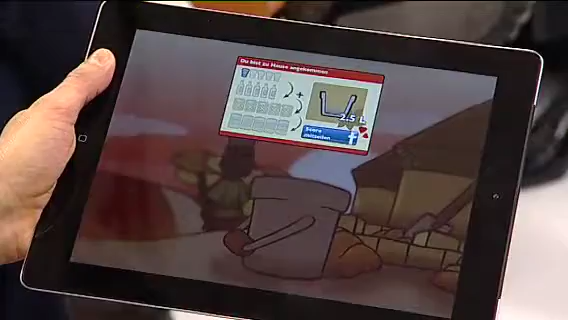 Du bist zu Hause angekommen
+
2.5 L
Score
mitteilen
f